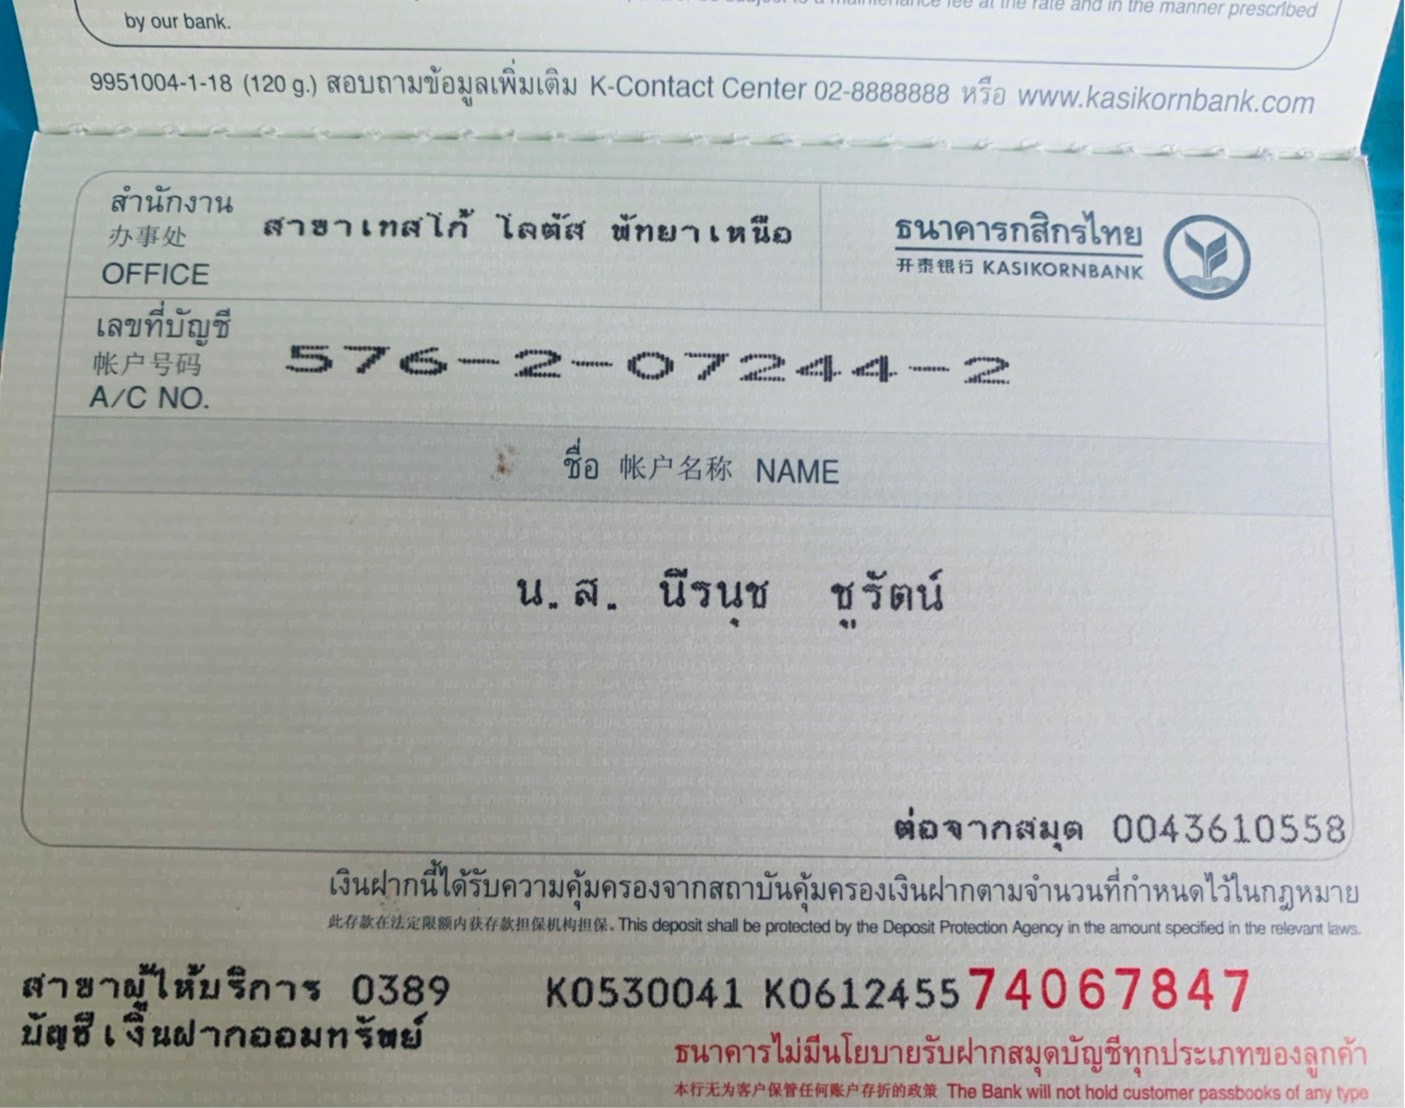 be subject to a maintenance fee at the rate and in the manner prescribed
by our bank.
9951004-1-18 (120 g.) สอบถามข้อมูลเพิ่มเติม K-Contact Center 02-8888888 หรือ www.kasikornbank.com
สำนักงาน
办事处
OFFICE
สาขาเทสโก้ โลตัส พัทยาเหนือ
ธนาคารกสิกรไทย
开泰银行 KASIKORNBANK
เลขที่บัญชี
帐户号码
A/C NO.
576-2-07244-2
ชื่อ 帐户名称 NAME
น.ส. นีรนุช ชูรัตน์
ต่อจากสมุด 0043610558
เงินฝากนี้ได้รับความคุ้มครองจากสถาบันคุ้มครองเงินฝากตามจำนวนที่กำหนดไว้ในกฎหมาย
此存款在法定限额内获存款担保机构担保. This deposit shall be protected by the Deposit Protection Agency in the amount specified in the relevant laws.
สาขาผู้ให้บริการ 0389 K0530041 K0612455 74067847
บัญชีเงินฝากออมทรัพย์
ธนาคารไม่มีนโยบายรับฝากสมุดบัญชีทุกประเภทของลูกค้า
本行无为客户保管任何账户存折的政策 The Bank will not hold customer passbooks of any type